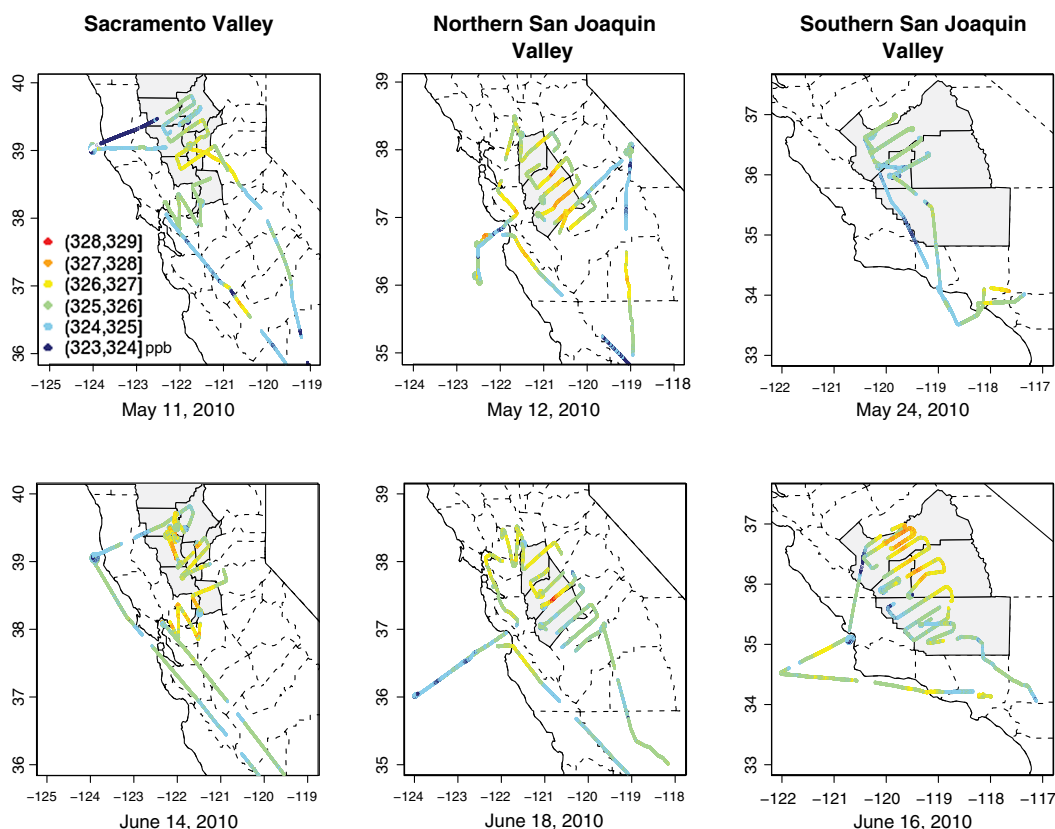 Sacramento Valley
Northern San Joaquin
Valley
Southern San Joaquin
Valley
40
39
38
37
36
(328,329]
(327,328]
(326,327]
(325,326]
(324,325]
(323,324] ppb
−125 −124 −123 −122 −121 −120 −119
May 11, 2010
39
38
37
36
35
−124 −123 −122 −121 −120 −119 −118
May 12, 2010
37
36
35
34
33
−122 −121 −120 −119 −118 −117
May 24, 2010
40
39
38
37
36
−125 −124 −123 −122 −121 −120 −119
June 14, 2010
39
38
37
36
35
−124 −123 −122 −121 −120 −119 −118
June 18, 2010
37
36
35
34
33
−122 −121 −120 −119 −118 −117
June 16, 2010